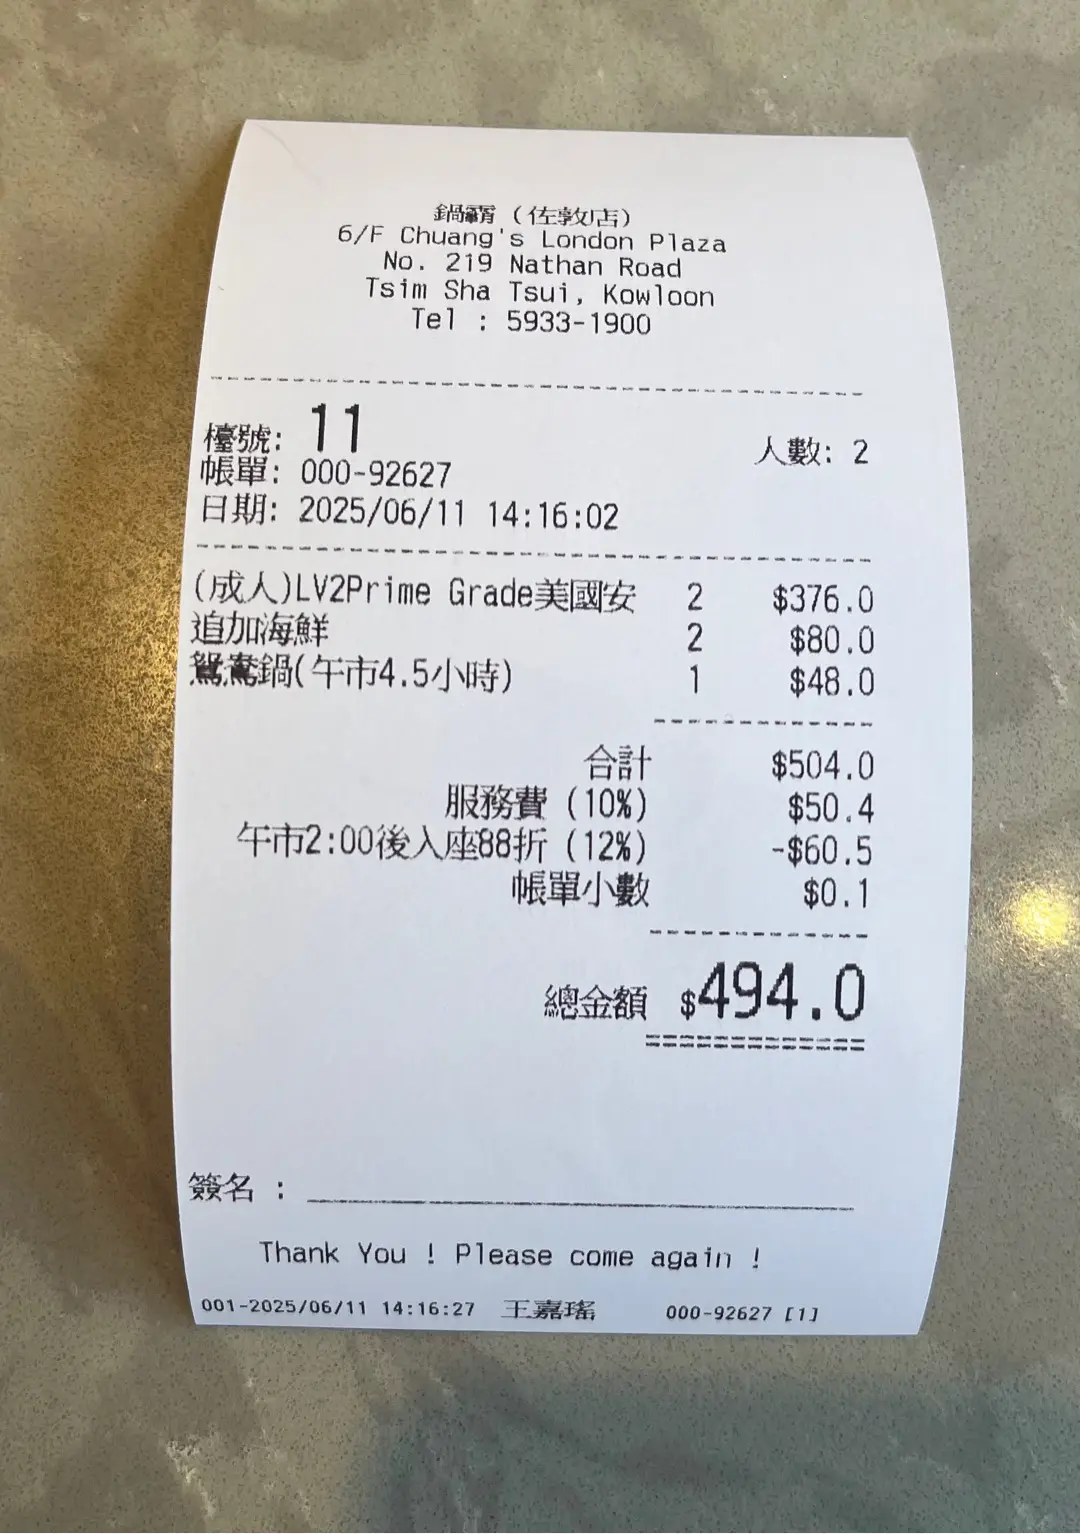 鍋霸(佐敦店)
6/F Chuang's London Plaza
No. 219 Nathan Road
Tsim Sha Tsui, Kowloon
Tel : 5933-1900
檯號: 11 人數: 2
帳單: 000-92627
日期: 2025/06/11 14:16:02
(成人)LV2Prime Grade美國安 2 $376.0
追加海鮮 2 $80.0
鴛鴦鍋(午市4.5小時) 1 $48.0
合計 $504.0
服務費 (10%) $50.4
午市2:00後入座88折 (12%) -$60.5
帳單小數 $0.1
總金額 $494.0
簽名 :
Thank You ! Please come again !
001-2025/06/11 14:16:27 王嘉瑤 000-92627 [1]